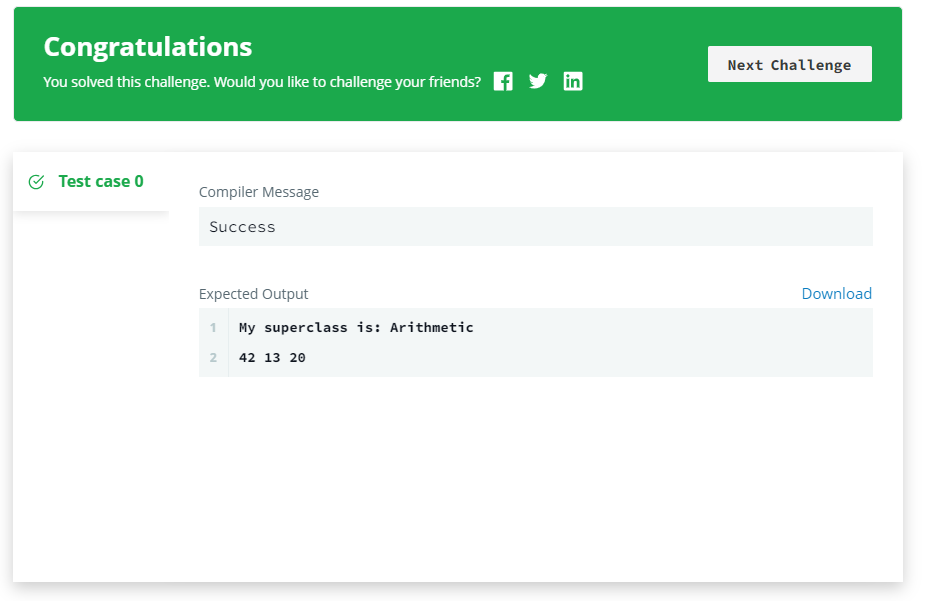 Congratulations
You solved this challenge. Would you like to challenge your friends?
Next Challenge
Test case 0
Compiler Message
Success
Expected Output
Download
1 My superclass is: Arithmetic
2 42 13 20